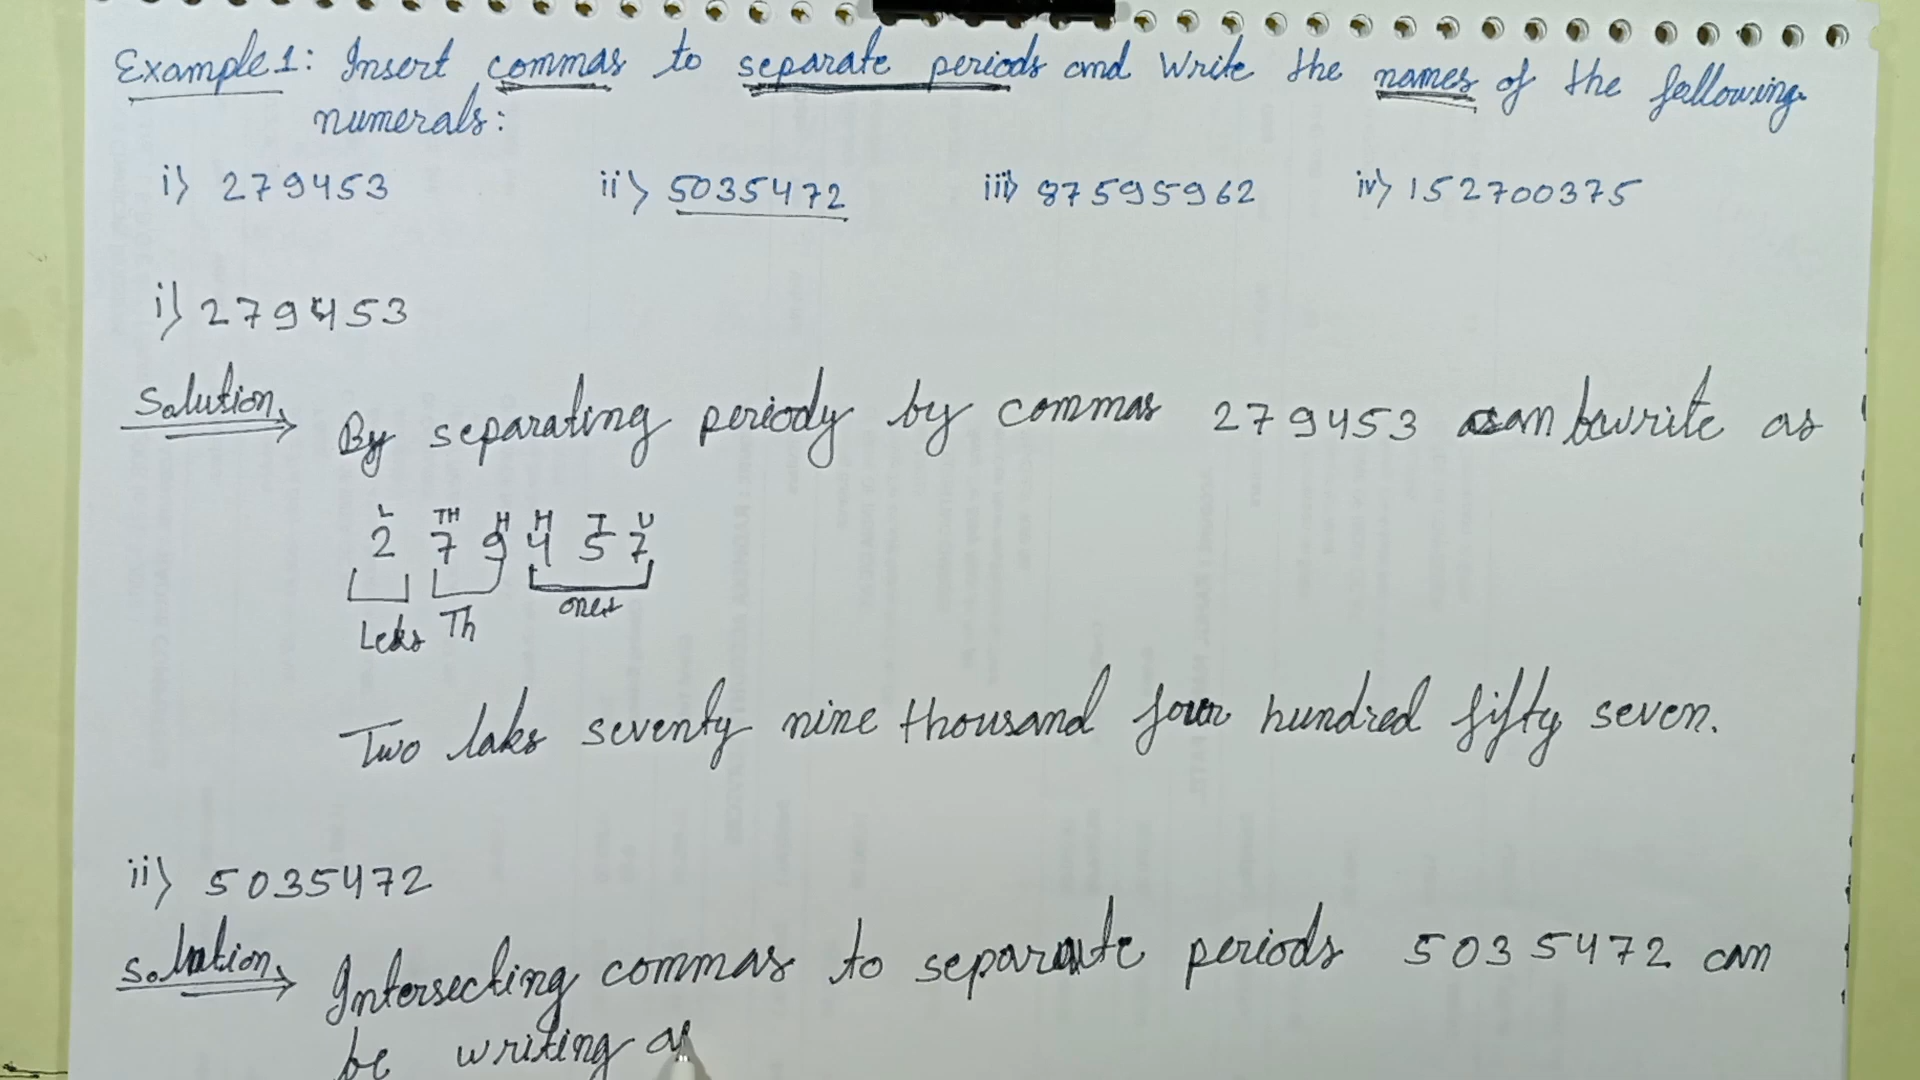 Example 1: Insert commas to separate periods and Write the names of the following
numerals:
i) 279453 ii) 5035472 iii) 87595962 iv) 152700375
i) 279453
Solution
By separating periody by commas 279453 can be write as
L TH H H T U
2 7 9 4 5 7
Leks Th ones
Two laks seventy nine thousand four hundred fifty seven.
ii) 5035472
Solution
Intersecting commas to separate periods 5035472 can
be writing as